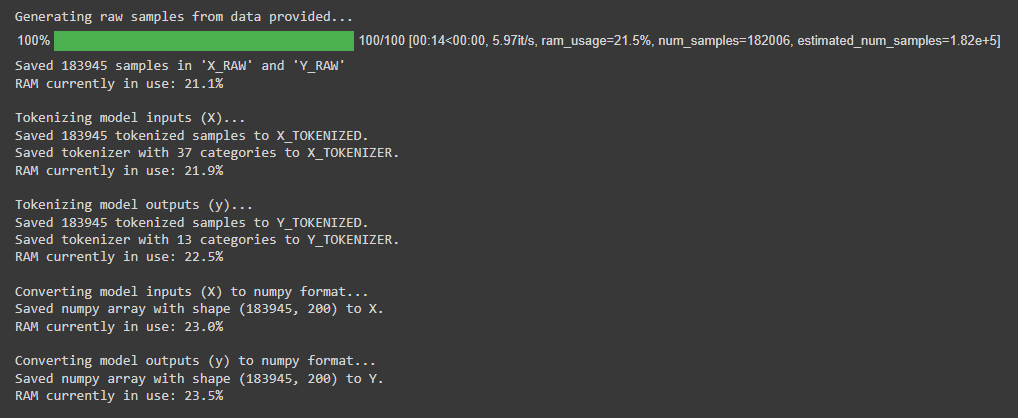 Generating raw samples from data provided...
100% 100/100 [00:14<00:00, 5.97it/s, ram_usage=21.5%, num_samples=182006, estimated_num_samples=1.82e+5]
Saved 183945 samples in 'X_RAW' and 'Y_RAW'
RAM currently in use: 21.1%
Tokenizing model inputs (X)...
Saved 183945 tokenized samples to X_TOKENIZED.
Saved tokenizer with 37 categories to X_TOKENIZER.
RAM currently in use: 21.9%
Tokenizing model outputs (y)...
Saved 183945 tokenized samples to Y_TOKENIZED.
Saved tokenizer with 13 categories to Y_TOKENIZER.
RAM currently in use: 22.5%
Converting model inputs (X) to numpy format...
Saved numpy array with shape (183945, 200) to X.
RAM currently in use: 23.0%
Converting model outputs (y) to numpy format...
Saved numpy array with shape (183945, 200) to Y.
RAM currently in use: 23.5%